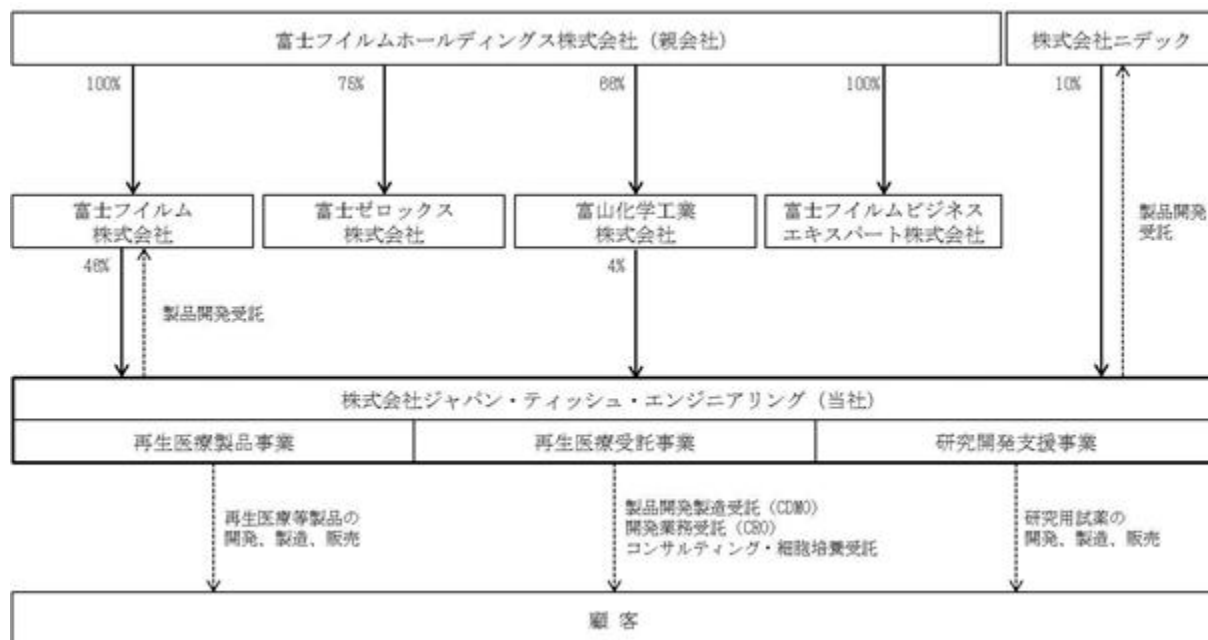 富士フイルムホールディングス株式会社（親会社）
株式会社ニデック
100%
75%
66%
100%
10%
富士フイルム
株式会社
富士ゼロックス
株式会社
富山化学工業
株式会社
富士フイルムビジネス
エキスパート株式会社
製品開発
受託
46%
4%
製品開発受託
株式会社ジャパン・ティッシュ・エンジニアリング（当社）
再生医療製品事業
再生医療受託事業
研究開発支援事業
再生医療等製品の
開発、製造、販売
製品開発製造受託（CDMO）
開発業務受託（CRO）
コンサルティング・細胞培養受託
研究用試薬の
開発、製造、販売
顧 客